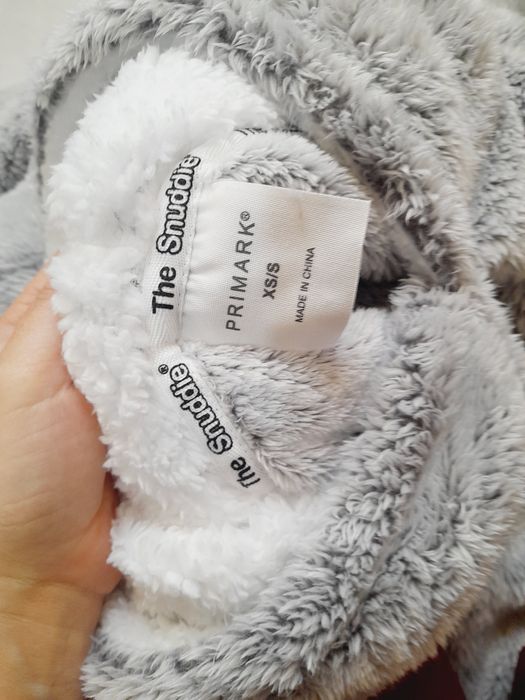 The Snuddie
PRIMARK®
XS/S
MADE IN CHINA
The Snuddie®